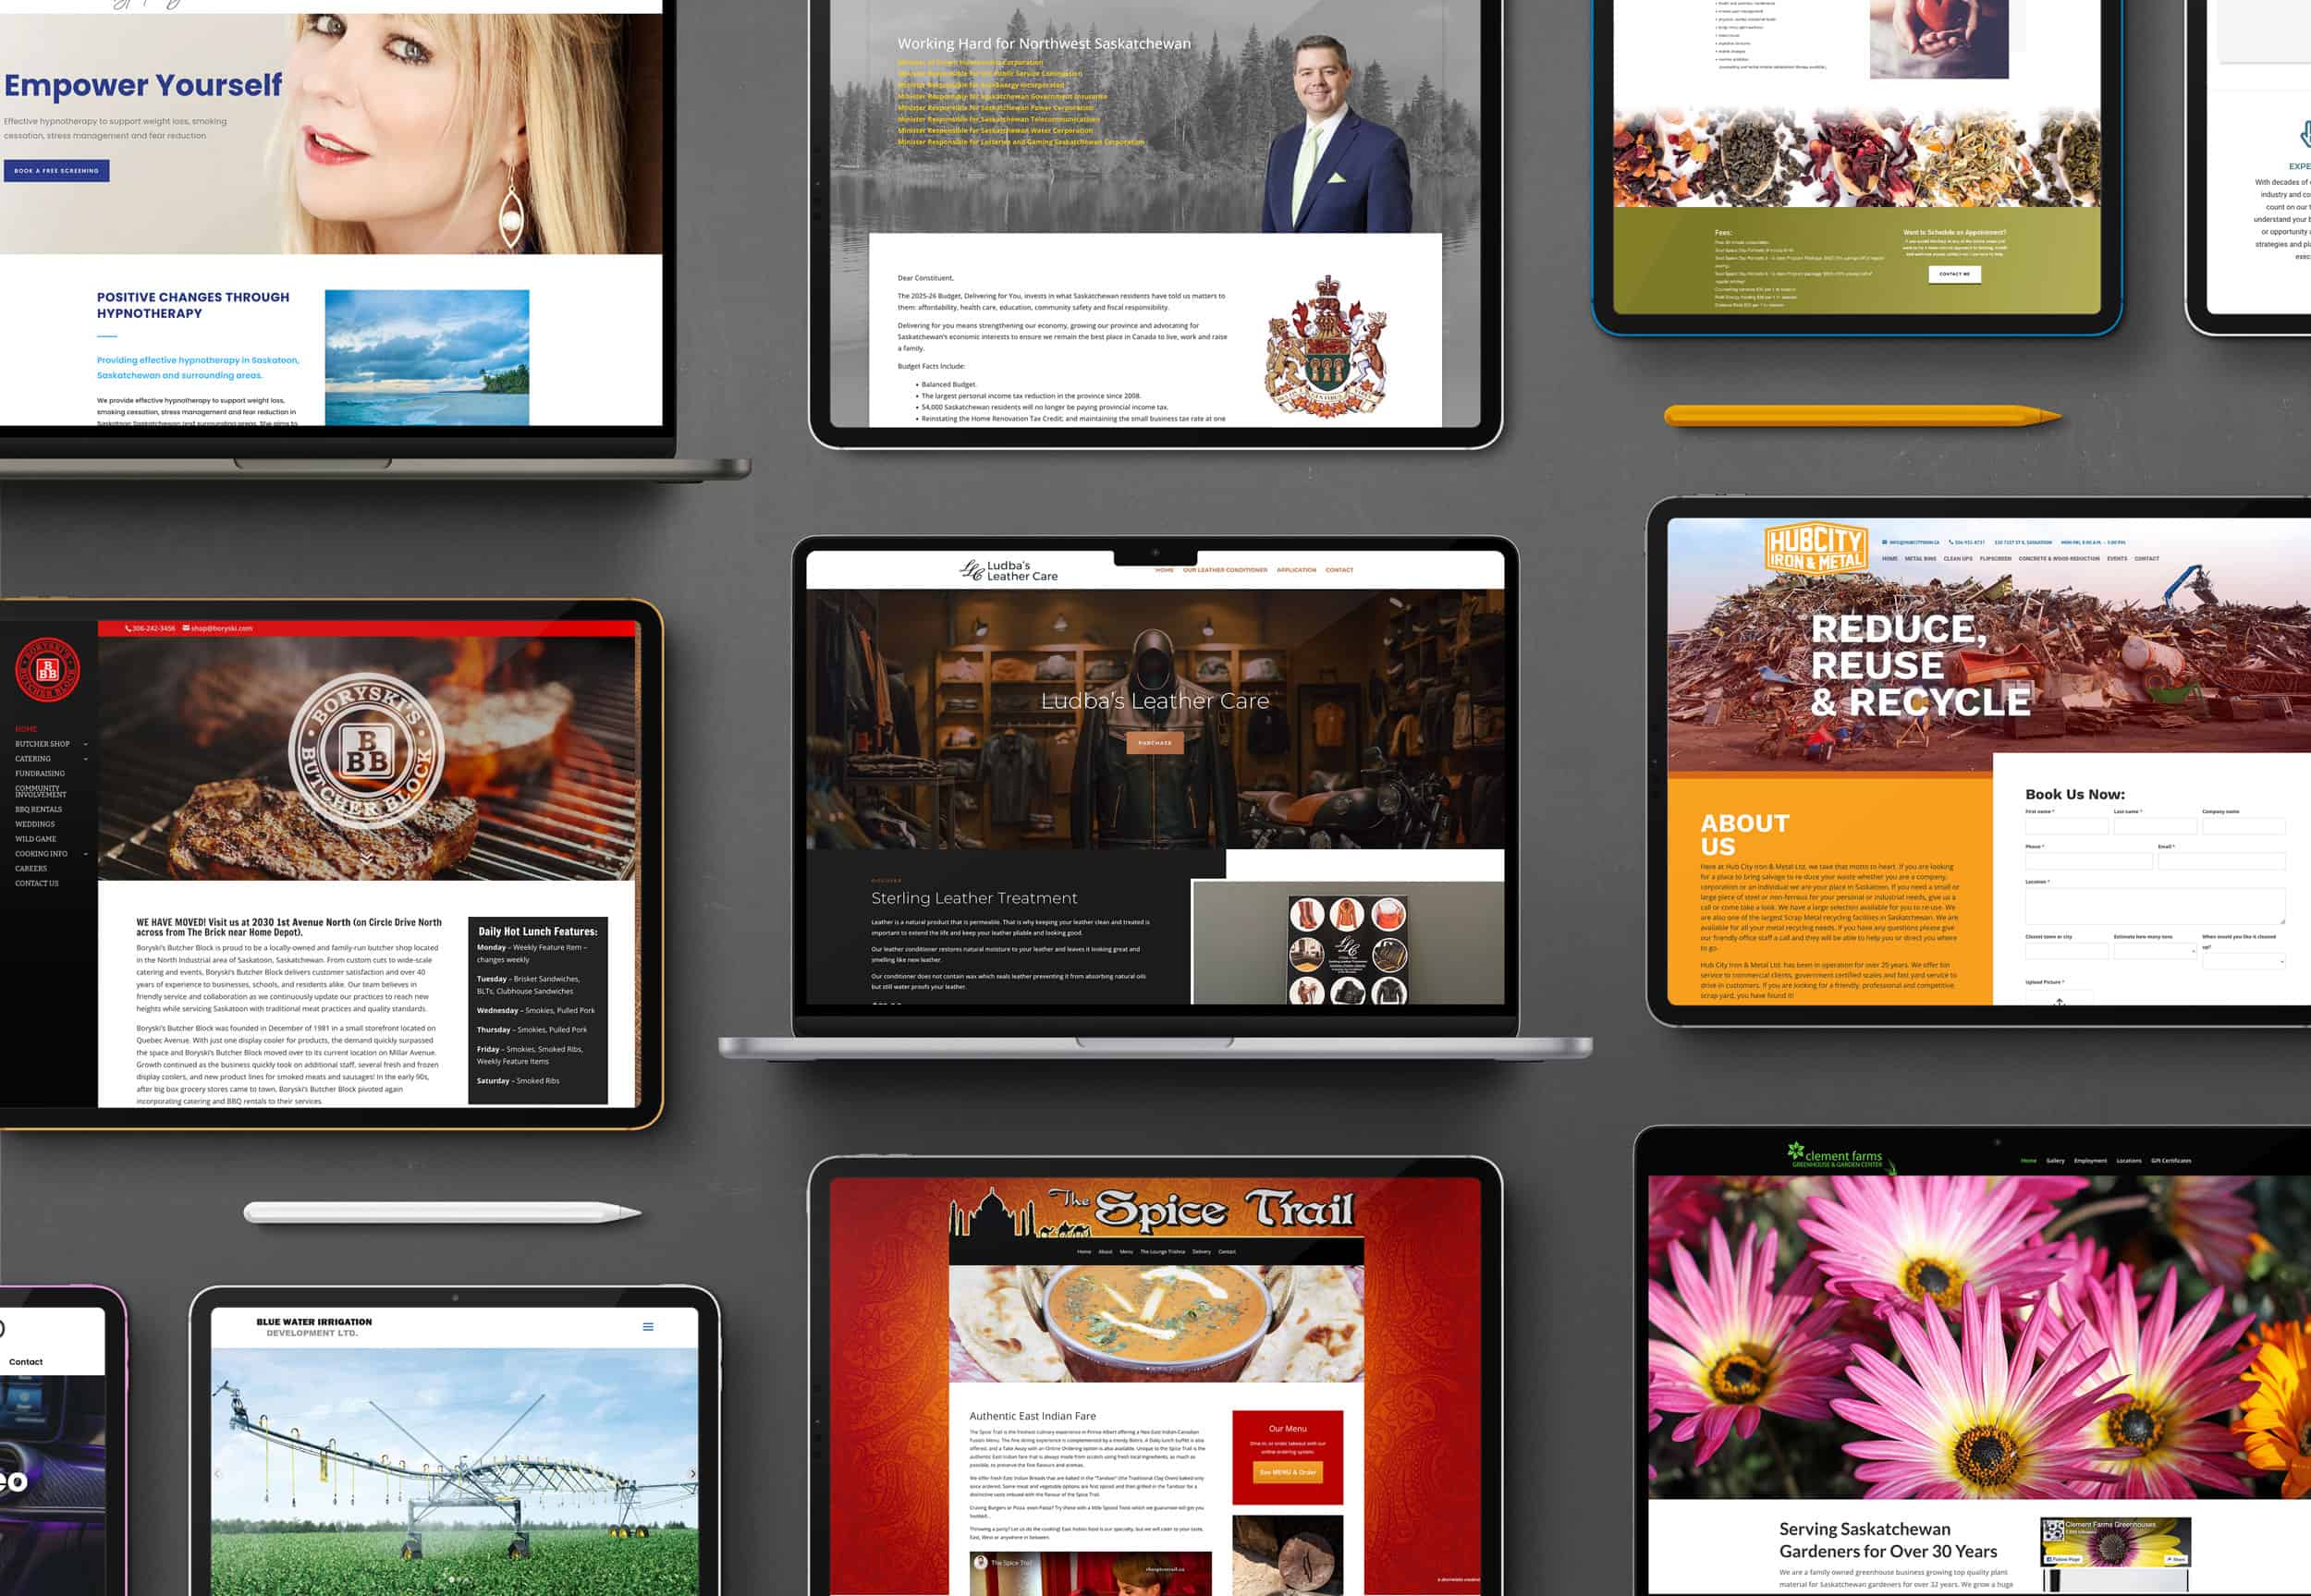 Empower Yourself
Effective hypnotherapy to support weight loss, smoking
cessation, stress management and fear reduction
BOOK A FREE SCREENING
POSITIVE CHANGES THROUGH
HYPNOTHERAPY
Providing effective hypnotherapy in Saskatoon,
Saskatchewan and surrounding areas.
We provide effective hypnotherapy to support weight loss,
smoking cessation, stress management and fear reduction in
Saskatoon Saskatchewan and surrounding areas. She aims to
Working Hard for Northwest Saskatchewan
Minister Responsible for Saskatchewan Government Insurance
Minister Responsible for Saskatchewan Power Corporation
Minister Responsible for Saskatchewan Telecommunications
Minister Responsible for Saskatchewan Water Corporation
Minister Responsible for Lotteries and Gaming Saskatchewan Corporation
Dear Constituent,
The 2025-26 Budget, Delivering for You, invests in what Saskatchewan residents have told us matters to
them: affordability, health care, education, community safety and fiscal responsibility.
Delivering for you means strengthening our economy, growing our province and advocating for
Saskatchewan's economic interests to ensure we remain the best place in Canada to live, work and raise
a family.
Budget Facts Include:
• Balanced Budget.
• The largest personal income tax reduction in the province since 2008.
• 54,000 Saskatchewan residents will no longer be paying provincial income tax.
• Reinstating the Home Renovation Tax Credit; and maintaining the small business tax rate at one
Fees:
Want to Schedule an Appointment?
CONTACT ME
EXPE
With decades of
industry and co
count on our t
understand your b
or opportunity
strategies and pl
exec
306-242-3456 shop@boryski.com
BORYSKI'S
BUTCHER BLOCK
B
BB
HOME
BUTCHER SHOP
CATERING
FUNDRAISING
COMMUNITY
INVOLVEMENT
BBQ RENTALS
WEDDINGS
WILD GAME
COOKING INFO
CAREERS
CONTACT US
BORYSKI'S
B
BB
BUTCHER BLOCK
WE HAVE MOVED! Visit us at 2030 1st Avenue North (on Circle Drive North
across from The Brick near Home Depot).
Boryski's Butcher Block is proud to be a locally-owned and family-run butcher shop located
in the North Industrial area of Saskatoon, Saskatchewan. From custom cuts to wide-scale
catering and events, Boryski's Butcher Block delivers customer satisfaction and over 40
years of experience to businesses, schools, and residents alike. Our team believes in
friendly service and collaboration as we continuously update our practices to reach new
heights while servicing Saskatoon with traditional meat practices and quality standards.
Boryski's Butcher Block was founded in December of 1981 in a small storefront located on
Quebec Avenue. With just one display cooler for products, the demand quickly surpassed
the space and Boryski's Butcher Block moved over to its current location on Millar Avenue.
Growth continued as the business quickly took on additional staff, several fresh and frozen
display coolers, and new product lines for smoked meats and sausages! In the early 90s,
after big box grocery stores came to town, Boryski's Butcher Block pivoted again
incorporating catering and BBQ rentals to their services.
Daily Hot Lunch Features:
Monday – Weekly Feature Item –
changes weekly
Tuesday – Brisket Sandwiches,
BLTs, Clubhouse Sandwiches
Wednesday – Smokies, Pulled Pork
Thursday – Smokies, Pulled Pork
Friday – Smokies, Smoked Ribs,
Weekly Feature Items
Saturday – Smoked Ribs
Ludba's
Leather Care
HOME OUR LEATHER CONDITIONER APPLICATION CONTACT
Ludba's Leather Care
PURCHASE
DISCOVER
Sterling Leather Treatment
Leather is a natural product that is permeable. That is why keeping your leather clean and treated is
important to extend the life and keep your leather pliable and looking good.
Our leather conditioner restores natural moisture to your leather and leaves it looking great and
smelling like new leather.
Our conditioner does not contain wax which seals leather preventing it from absorbing natural oils
but still water proofs your leather.
HUBCITY
IRON & METAL
HOME METAL BINS CLEAN UPS FLIPSCREEN CONCRETE & WOOD REDUCTION EVENTS CONTACT
REDUCE,
REUSE
& RECYCLE
ABOUT
US
Here at Hub City Iron & Metal Ltd. we take that motto to heart. If you are looking
for a place to bring salvage to re-duce your waste whether you are a company,
corporation or an individual we are your place in Saskatoon. If you need a small or
large piece of steel or non-ferrous for your personal or industrial needs, give us a
call or come take a look. We have a large selection available for you to re-use. We
are also one of the largest Scrap Metal recycling facilities in Saskatchewan. We are
available for all your metal recycling needs. If you have any questions please give
our friendly office staff a call and they will be able to help you or direct you where
to go.
Hub City Iron & Metal Ltd. has been in operation for over 25 years. We offer bin
service to commercial clients, government certified scales and fast yard service to
drive in customers. If you are looking for a friendly, professional and competitive,
scrap yard, you have found it!
Book Us Now:
First name * Last name * Company name
Phone * Email *
Location *
Closest town or city Estimate how many tons When would you like it cleaned
up?
Upload Picture *
Contact
eo
BLUE WATER IRRIGATION
DEVELOPMENT LTD.
The Spice Trail
Home About Menu The Lounge Trishna Delivery Contact
Authentic East Indian Fare
Our Menu
Dine in, or order takeout with our
online ordering system.
See MENU & Order
The Spice Trail
clement farms
GREENHOUSE & GARDEN CENTER
Home Gallery Employment Locations Gift Certificates
Serving Saskatchewan
Gardeners for Over 30 Years
We are a family owned greenhouse business growing top quality plant
material for Saskatchewan gardeners for over 32 years. We grow a huge
Clement Farms Greenhouses
Follow Page Share